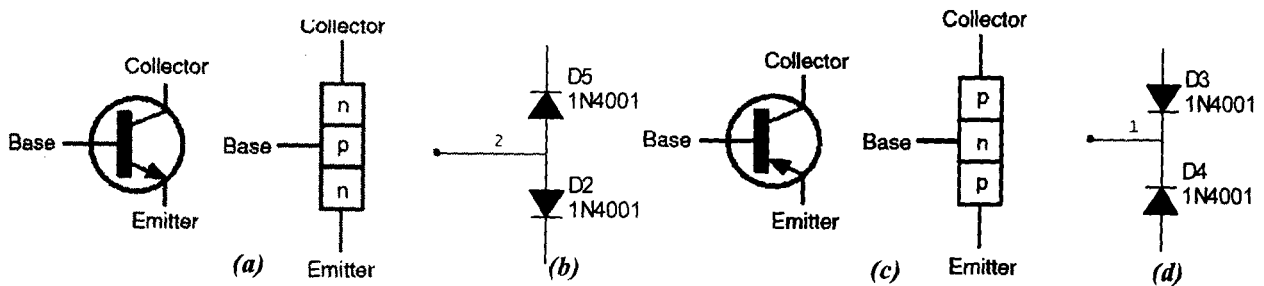 Collector
Base
Emitter
Collector
n
p
n
Base
Emitter
(a)
D5
1N4001
2
D2
1N4001
(b)
Collector
Base
Emitter
Collector
p
n
p
Base
Emitter
(c)
D3
1N4001
1
D4
1N4001
(d)